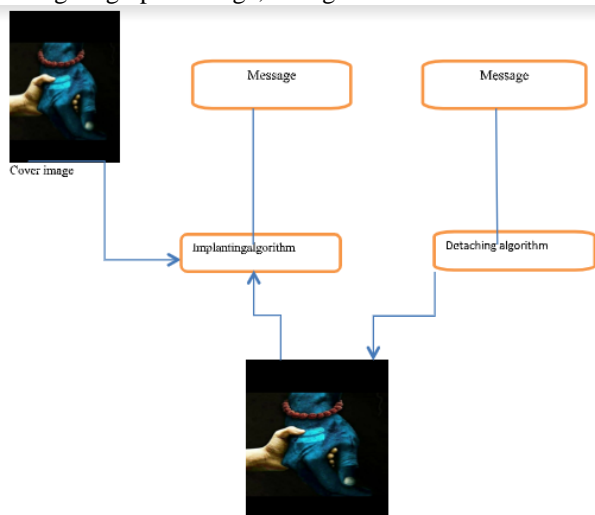 Message
Message
Cover image
Implantingalgorithm
Detaching algorithm